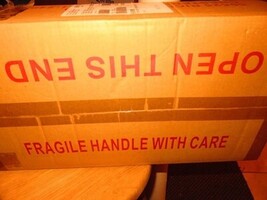 OPEN THIS END
FRAGILE HANDLE WITH CARE